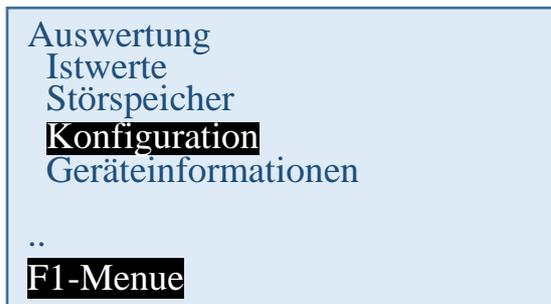 Auswertung
Istwerte
Störspeicher
Konfiguration
Geräteinformationen
..
F1-Menue